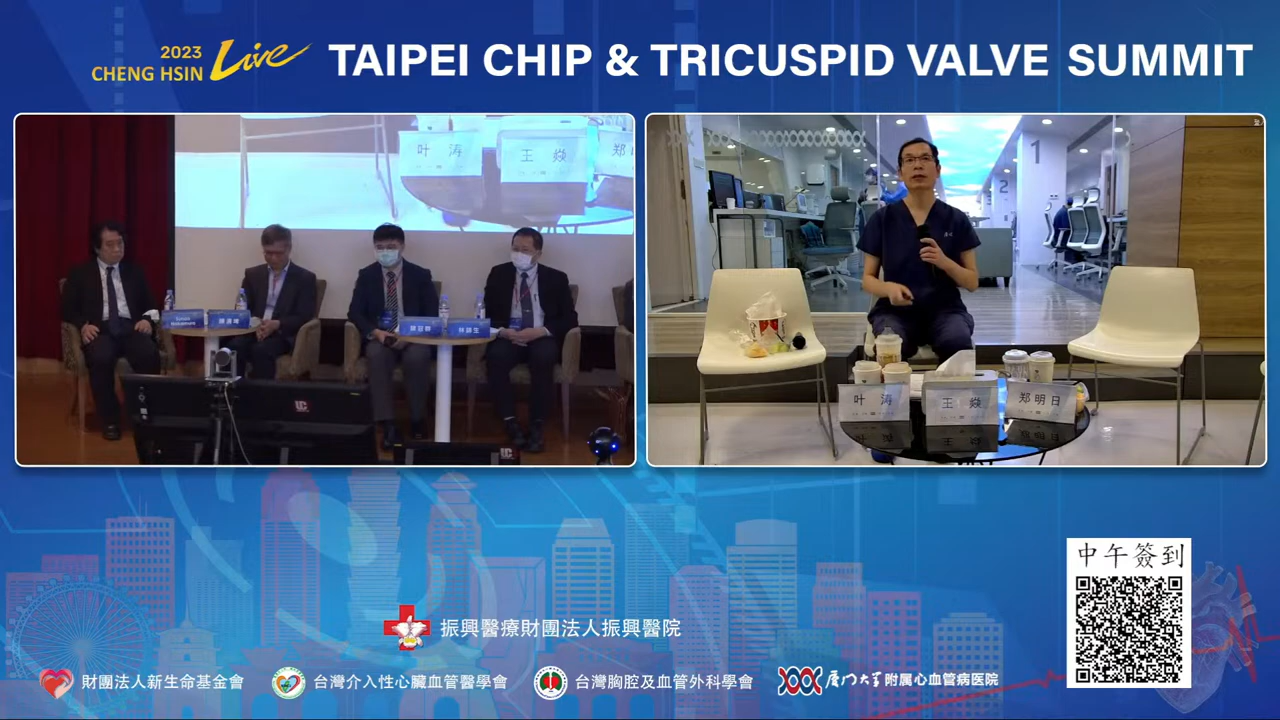 2023
CHENG HSIN Live
TAIPEI CHIP & TRICUSPID VALVE SUMMIT
叶 涛
王 焱
1
2
叶 涛
王 焱
郑明日
中午簽到
振興醫療財團法人振興醫院
財團法人新生命基金會
台灣介入性心臟血管醫學會
台灣胸腔及血管外科學會
厦门大学附属心血管病医院